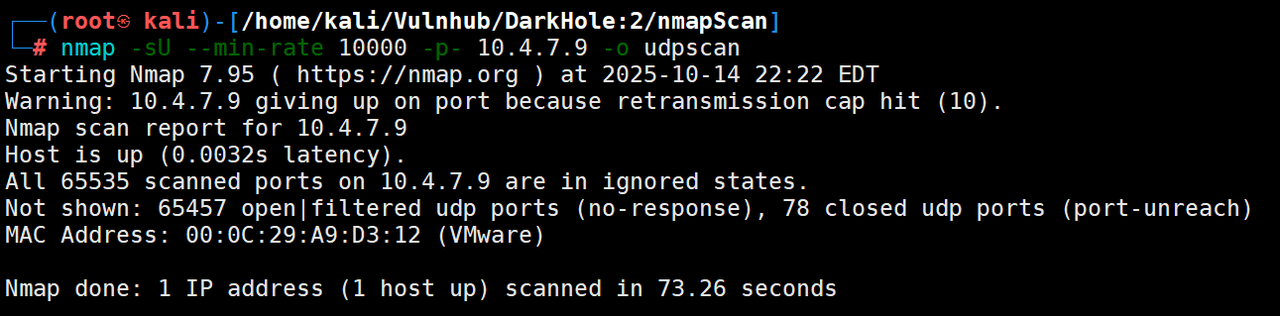 ┌──(root㉿ kali)-[/home/kali/Vulnhub/DarkHole:2/nmapScan]
└─# nmap -sU --min-rate 10000 -p- 10.4.7.9 -o udpscan
Starting Nmap 7.95 ( https://nmap.org ) at 2025-10-14 22:22 EDT
Warning: 10.4.7.9 giving up on port because retransmission cap hit (10).
Nmap scan report for 10.4.7.9
Host is up (0.0032s latency).
All 65535 scanned ports on 10.4.7.9 are in ignored states.
Not shown: 65457 open|filtered udp ports (no-response), 78 closed udp ports (port-unreach)
MAC Address: 00:0C:29:A9:D3:12 (VMware)
Nmap done: 1 IP address (1 host up) scanned in 73.26 seconds